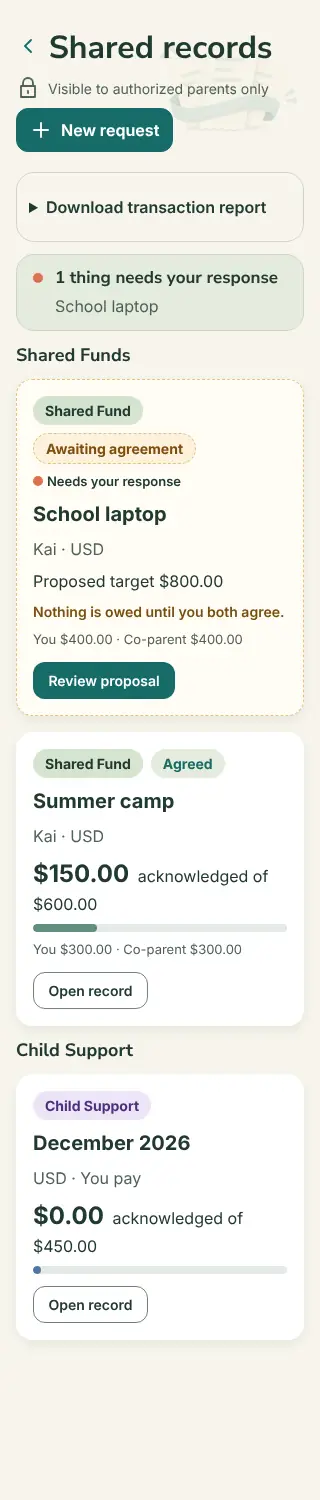 Shared records
Visible to authorized parents only
New request
Download transaction report
1 thing needs your response
School laptop
Shared Funds
Shared Fund
Awaiting agreement
Needs your response
School laptop
Kai · USD
Proposed target $800.00
Nothing is owed until you both agree.
You $400.00 · Co-parent $400.00
Review proposal
Shared Fund Agreed
Summer camp
Kai · USD
$150.00 acknowledged of
$600.00
You $300.00 · Co-parent $300.00
Open record
Child Support
Child Support
December 2026
USD · You pay
$0.00 acknowledged of
$450.00
Open record